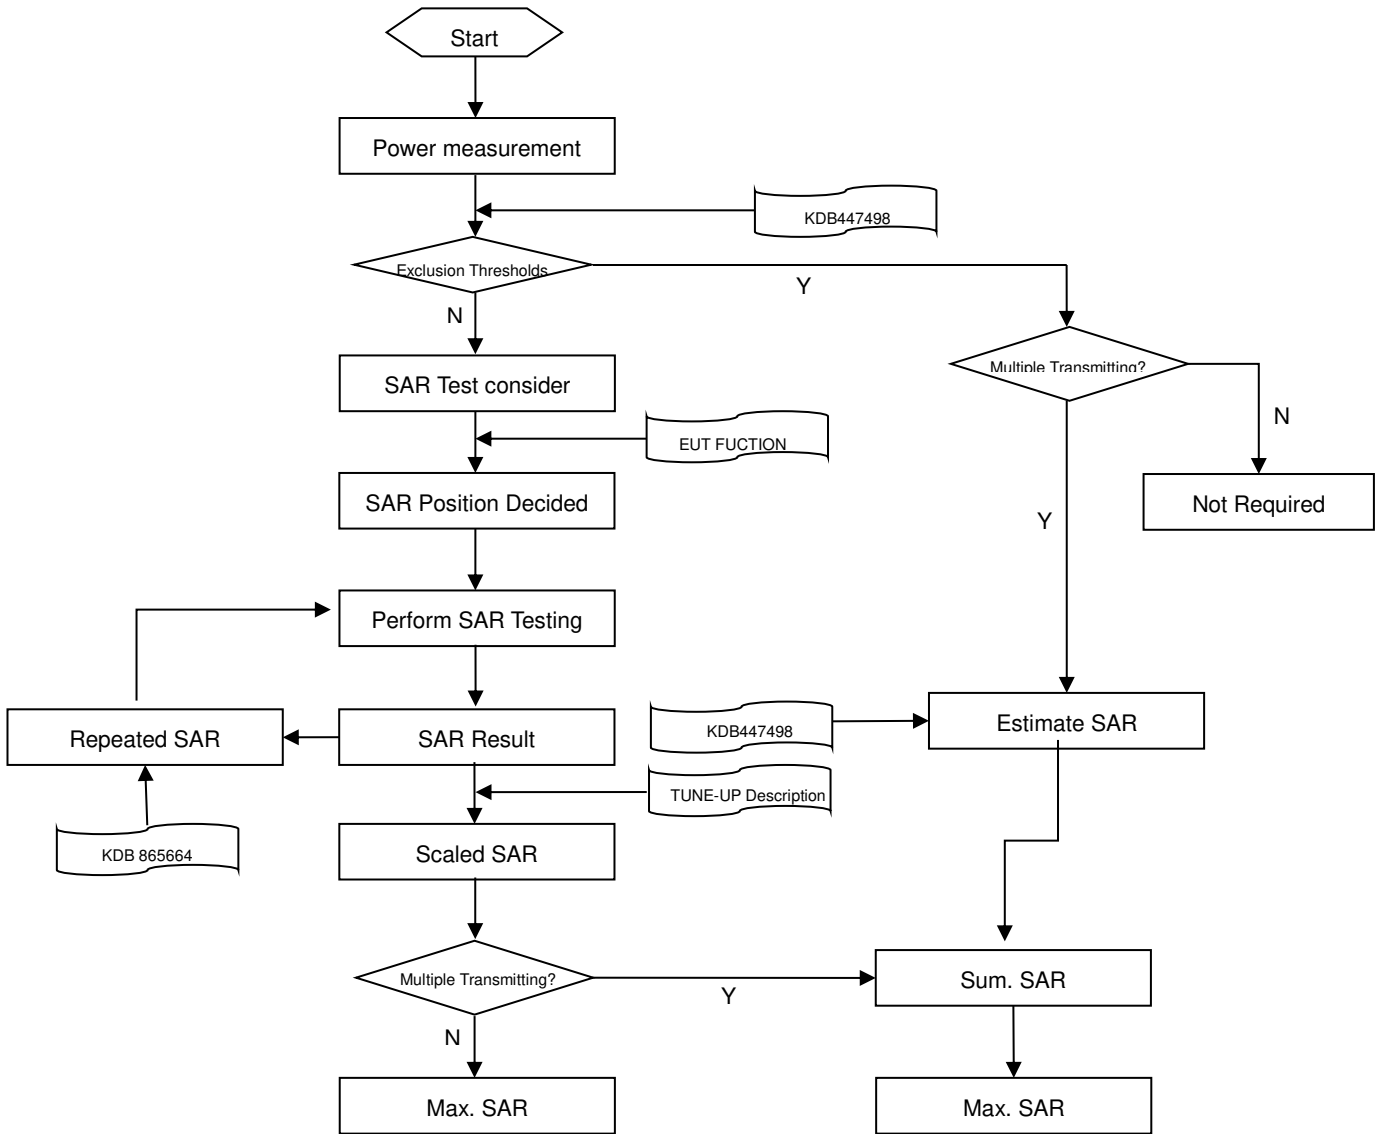 Start
Power measurement
KDB447498
Exclusion Thresholds
Y
N
Multiple Transmitting?
SAR Test consider
N
EUT FUCTION
SAR Position Decided
Not Required
Y
Perform SAR Testing
Repeated SAR
SAR Result
KDB447498
Estimate SAR
TUNE-UP Description
KDB 865664
Scaled SAR
Multiple Transmitting?
Y
Sum. SAR
N
Max. SAR
Max. SAR